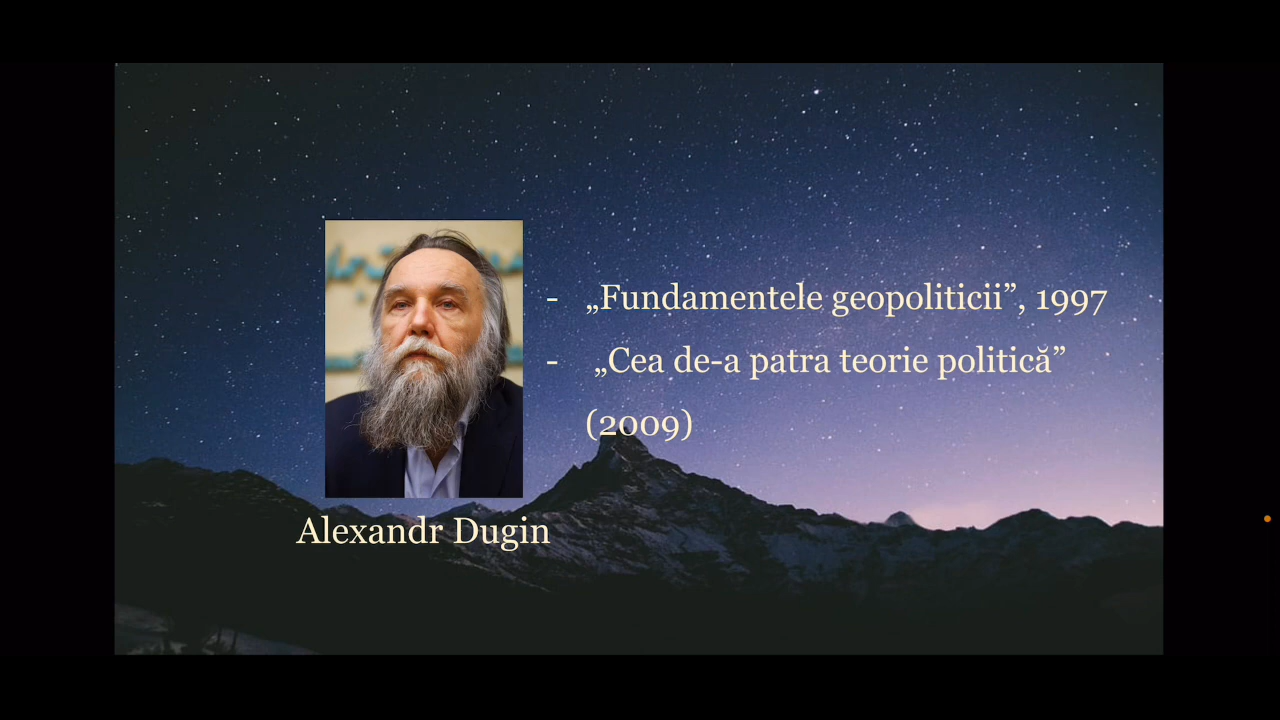 - „Fundamentele geopoliticii”, 1997
- „Cea de-a patra teorie politică”
(2009)
Alexandr Dugin